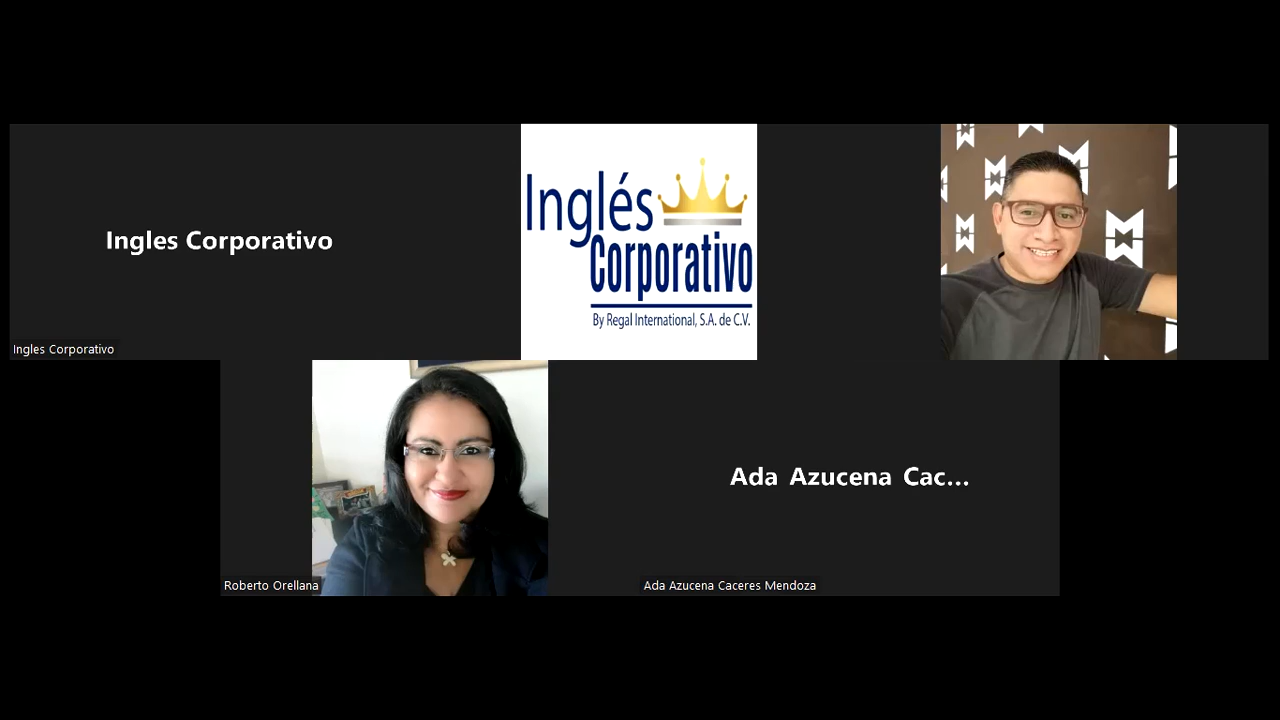 Ingles Corporativo
Ingles Corporativo
Inglés
Corporativo
By Regal International, S.A. de C.V.
Roberto Orellana
Ada Azucena Cac...
Ada Azucena Caceres Mendoza